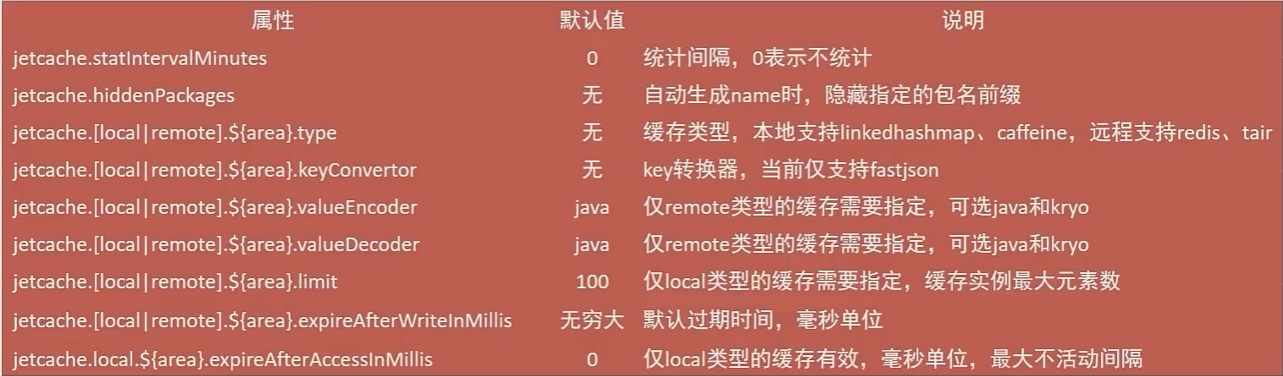 属性 默认值 说明
jetcache.statIntervalMinutes 0 统计间隔，0表示不统计
jetcache.hiddenPackages 无 自动生成name时，隐藏指定的包名前缀
jetcache.[local|remote].${area}.type 无 缓存类型，本地支持linkedhashmap、caffeine，远程支持redis、tair
jetcache.[local|remote].${area}.keyConvertor 无 key转换器，当前仅支持fastjson
jetcache.[local|remote].${area}.valueEncoder java 仅remote类型的缓存需要指定，可选java和kryo
jetcache.[local|remote].${area}.valueDecoder java 仅remote类型的缓存需要指定，可选java和kryo
jetcache.[local|remote].${area}.limit 100 仅local类型的缓存需要指定，缓存实例最大元素数
jetcache.[local|remote].${area}.expireAfterWriteInMillis 无穷大 默认过期时间，毫秒单位
jetcache.local.${area}.expireAfterAccessInMillis 0 仅local类型的缓存有效，毫秒单位，最大不活动间隔